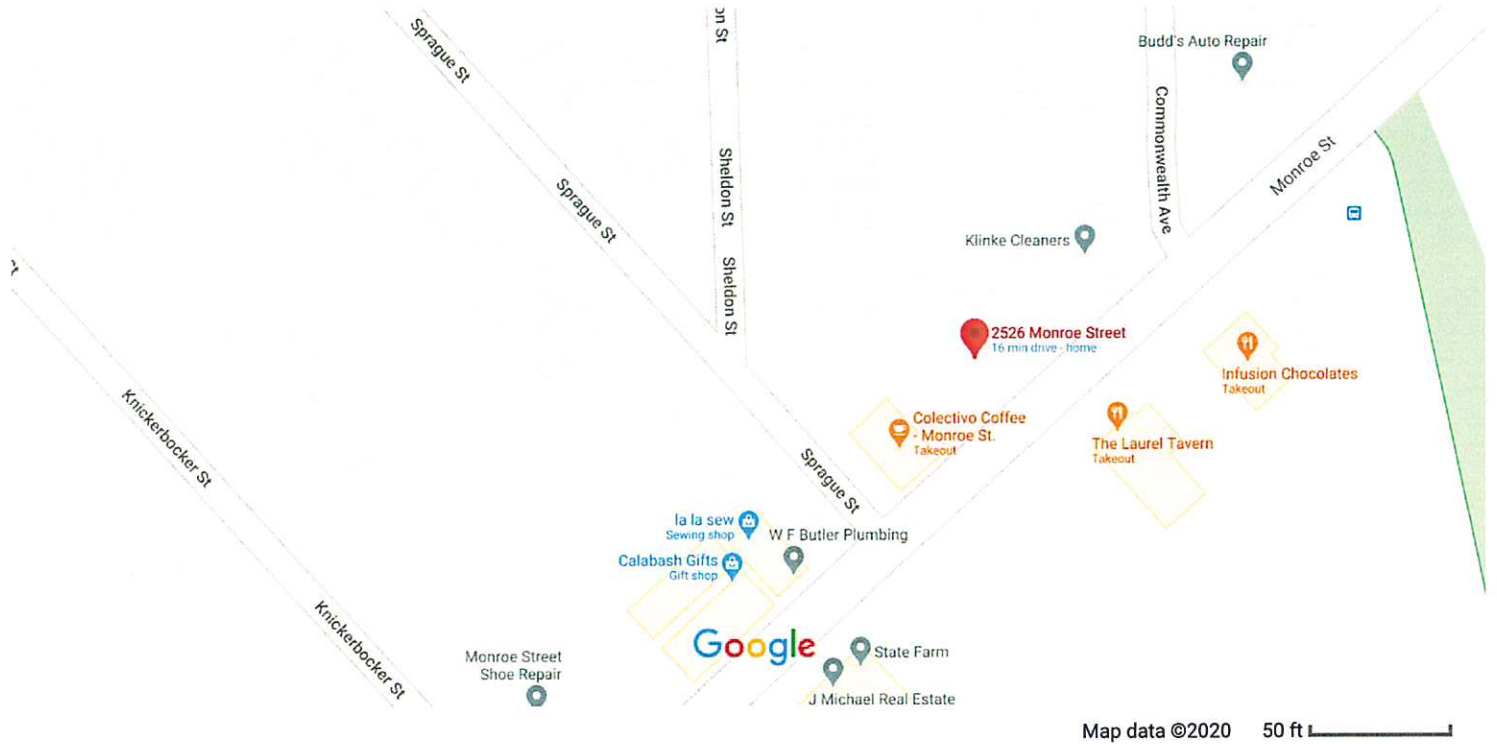 Sprague St
on St
Budd's Auto Repair
Commonwealth Ave
Monroe St
Sheldon St
Sprague St
Klinke Cleaners
St
Sheldon St
2526 Monroe Street
16 min drive - home
Infusion Chocolates
Takeout
Knickerbocker St
Colectivo Coffee
- Monroe St.
Takeout
The Laurel Tavern
Takeout
Sprague St
la la sew
Sewing shop
W F Butler Plumbing
Calabash Gifts
Gift shop
Knickerbocker St
Google
Monroe Street
Shoe Repair
State Farm
J Michael Real Estate
Map data ©2020 50 ft